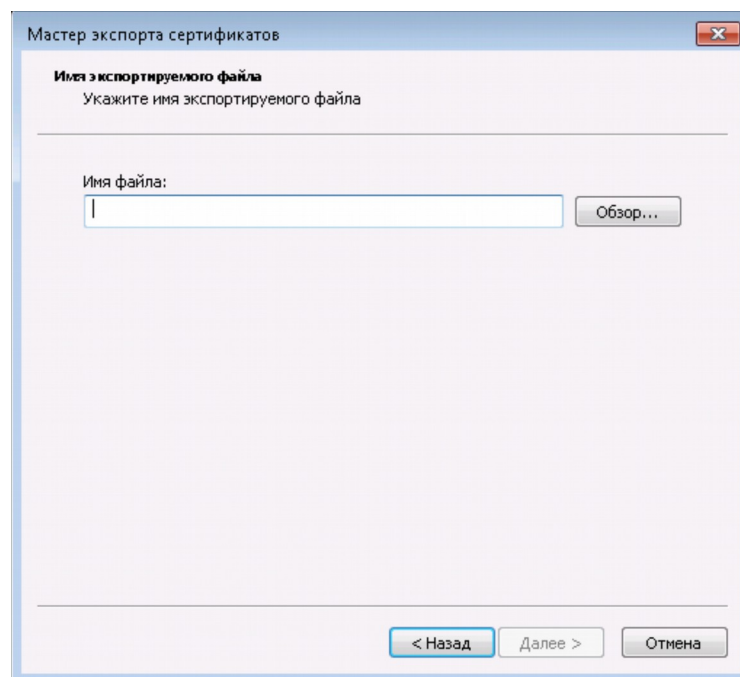 Мастер экспорта сертификатов
Имя экспортируемого файла
Укажите имя экспортируемого файла
Имя файла:
Обзор...
< Назад
Далее >
Отмена